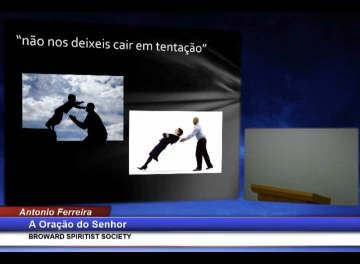 “não nos deixeis cair em tentação”
Antonio Ferreira
A Oração do Senhor
BROWARD SPIRITIST SOCIETY